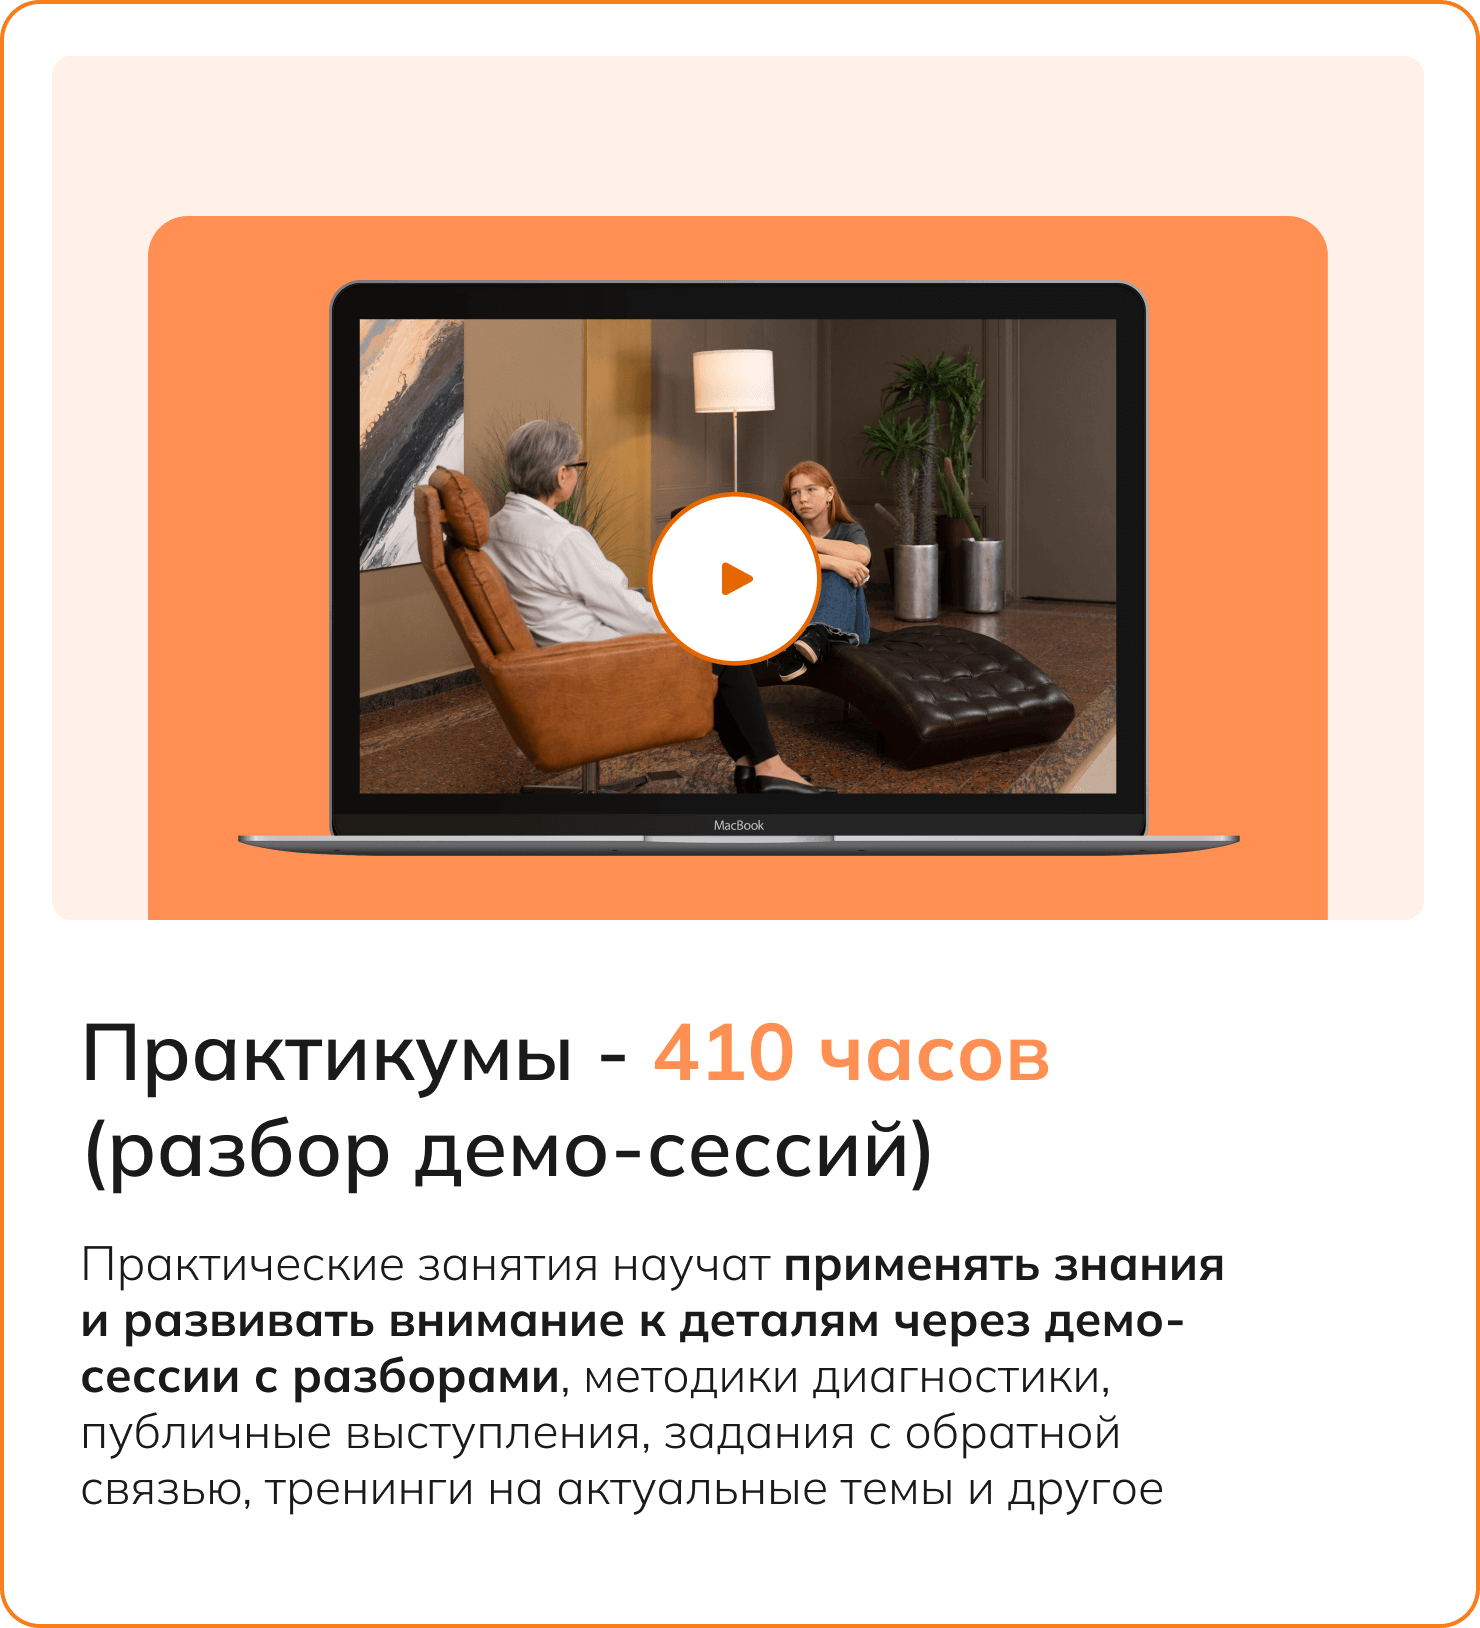 MacBook
Практикумы - 410 часов
(разбор демо-сессий)
Практические занятия научат применять знания
и развивать внимание к деталям через демо-
сессии с разборами, методики диагностики,
публичные выступления, задания с обратной
связью, тренинги на актуальные темы и другое